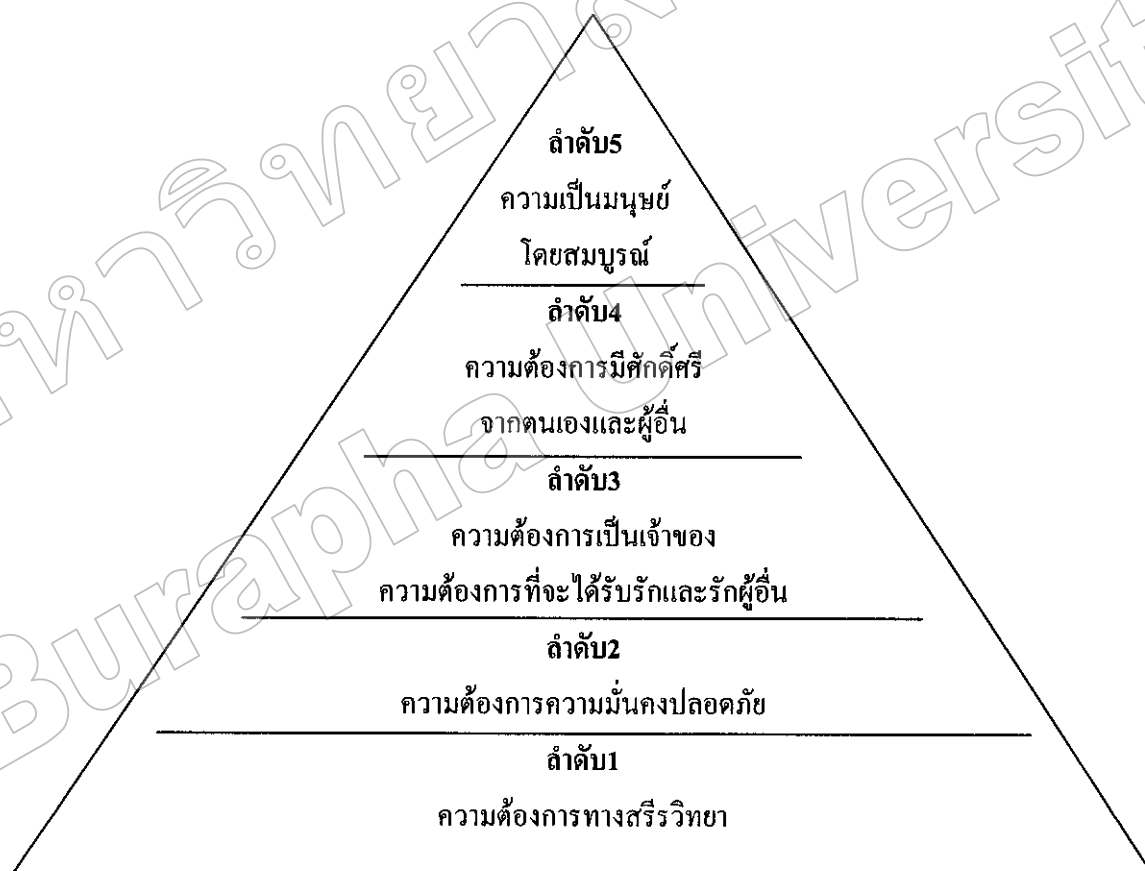 ลำดับ5
ความเป็นมนุษย์
โดยสมบูรณ์
ลำดับ4
ความต้องการมีศักดิ์ศรี
จากตนเองและผู้อื่น
ลำดับ3
ความต้องการเป็นเจ้าของ
ความต้องการที่จะได้รับรักและรักผู้อื่น
ลำดับ2
ความต้องการความมั่นคงปลอดภัย
ลำดับ1
ความต้องการทางสรีรวิทยา
Burapha Universit